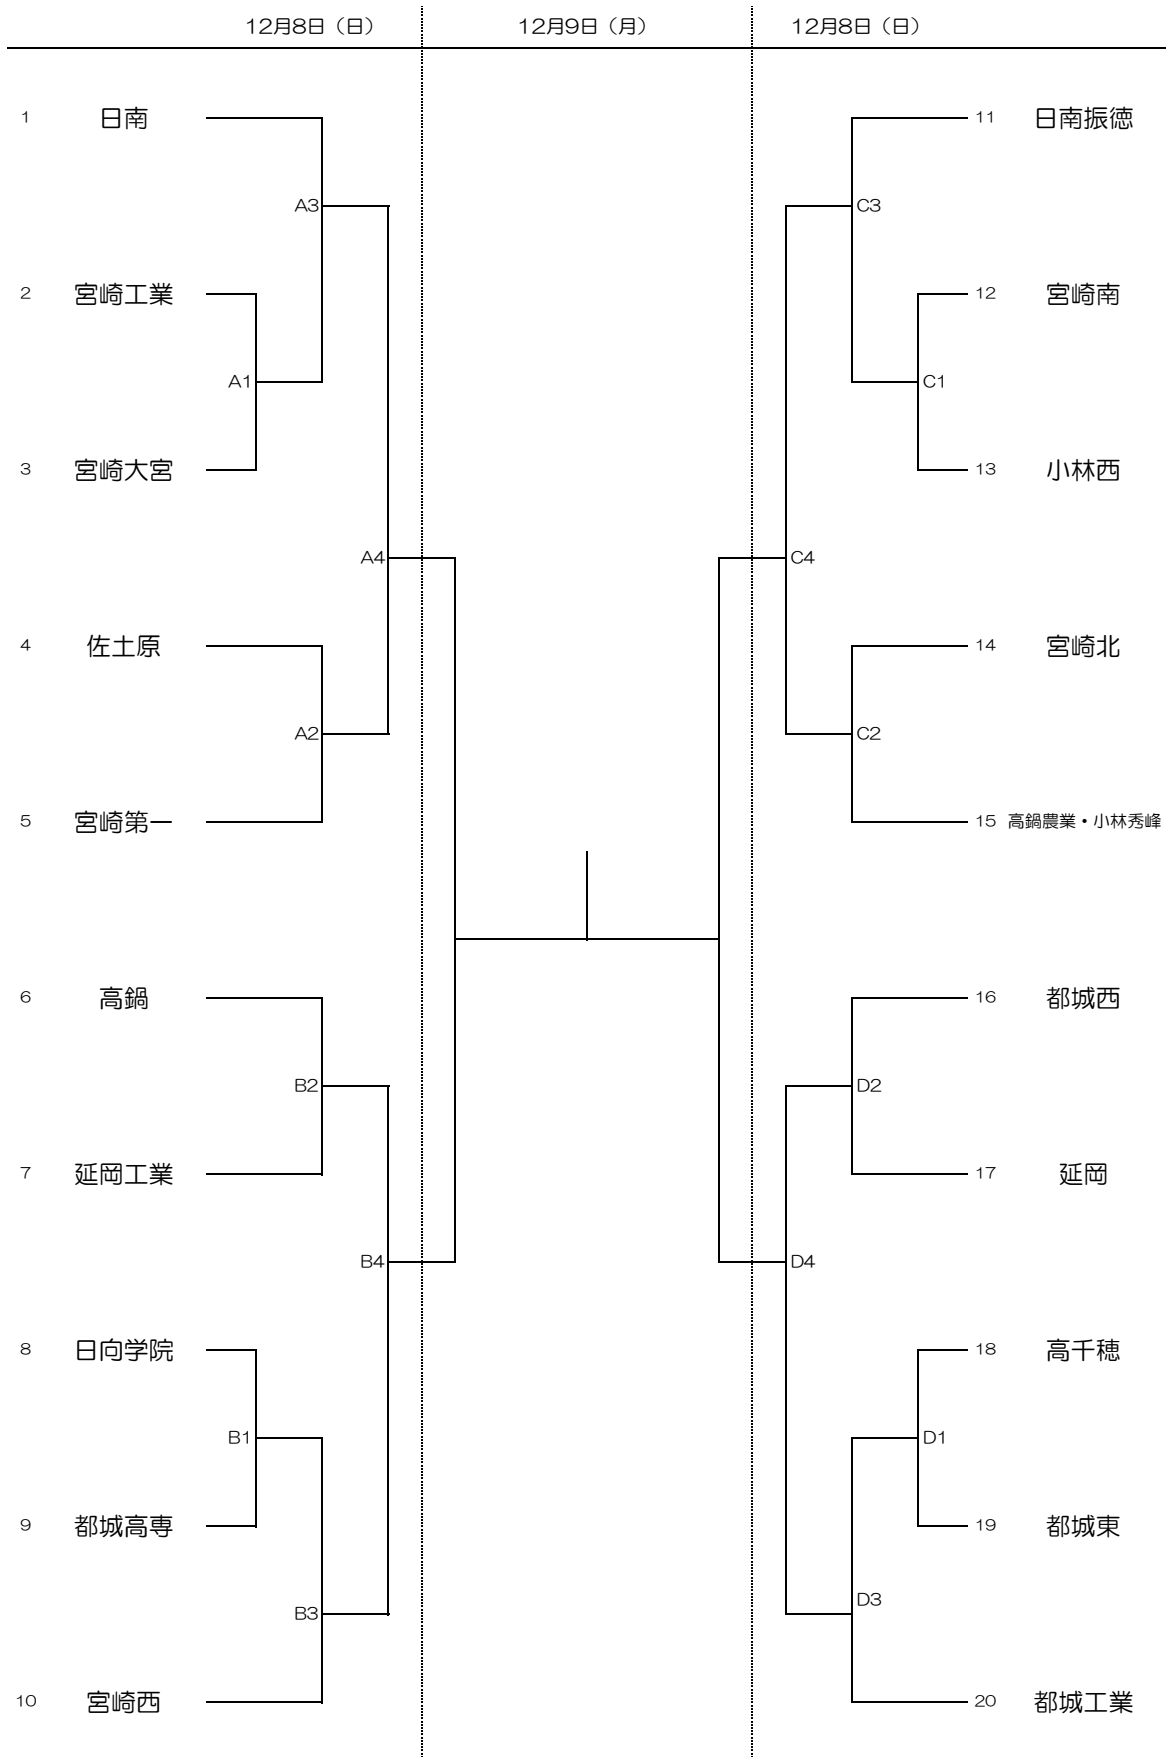 12月8日（日） 12月9日（月） 12月8日（日）
1 日南 11 日南振徳
A3 C3
2 宮崎工業 12 宮崎南
A1 C1
3 宮崎大宮 13 小林西
A4 C4
4 佐土原 14 宮崎北
A2 C2
5 宮崎第一 15 高鍋農業・小林秀峰
6 高鍋 16 都城西
B2 D2
7 延岡工業 17 延岡
B4 D4
8 日向学院 18 高千穂
B1 D1
9 都城高専 19 都城東
B3 D3
10 宮崎西 20 都城工業